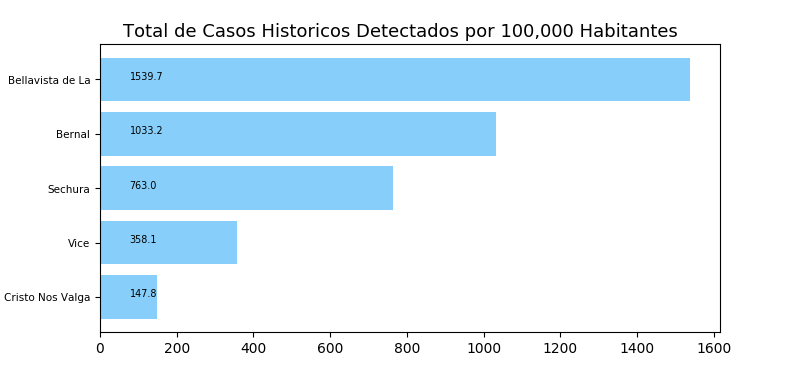 Total de Casos Historicos Detectados por 100,000 Habitantes
Bellavista de La
1539.7
Bernal
1033.2
Sechura
763.0
Vice
358.1
Cristo Nos Valga
147.8
0 200 400 600 800 1000 1200 1400 1600